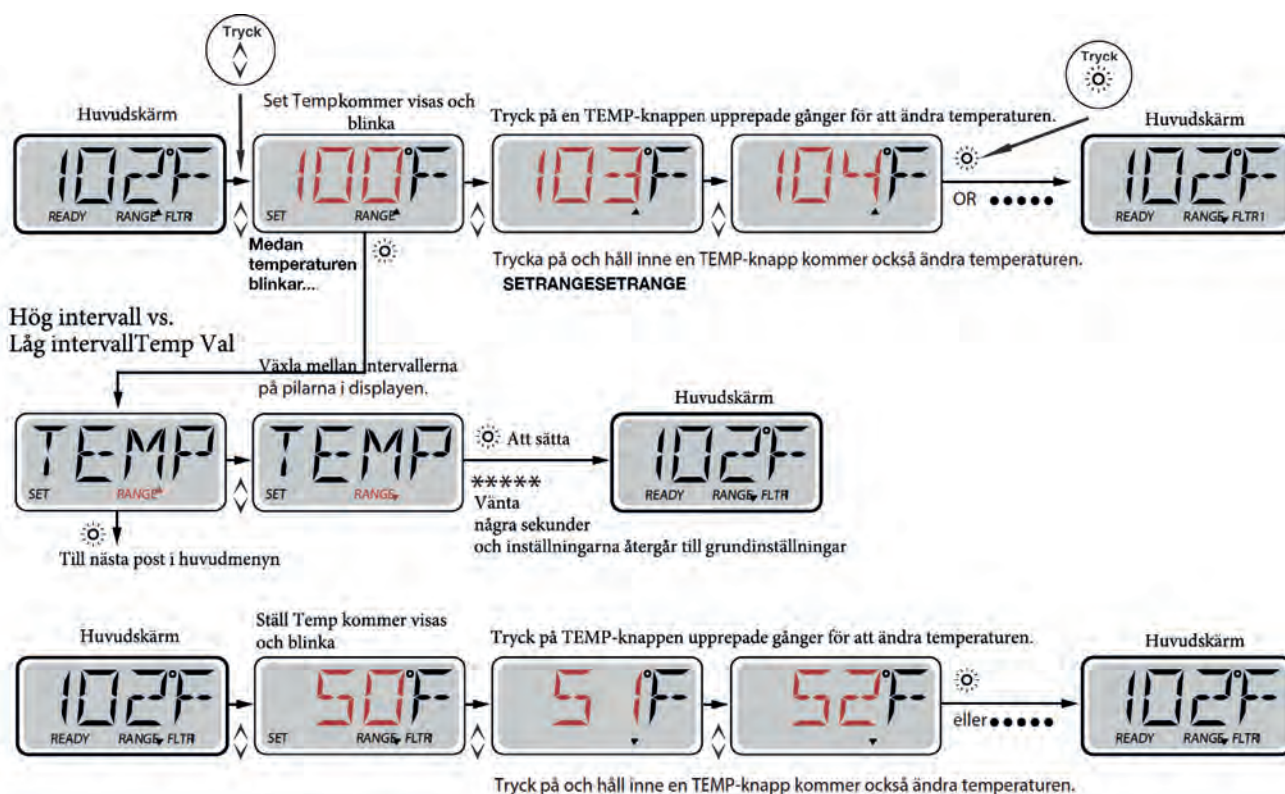 Tryck
Tryck
Set Tempkommer visas och
blinka
Huvudskärm
Tryck på en TEMP-knappen upprepade gånger för att ändra temperaturen.
Huvudskärm
102°F
READY RANGE FLTR1
100°F
SET RANGE
103°F
104°F
OR
102°F
READY RANGE FLTR1
Medan
temperaturen
blinkar...
Trycka på och håll inne en TEMP-knapp kommer också ändra temperaturen.
SETRANGESETRANGE
Hög intervall vs.
Låg intervallTemp Val
Växla mellan intervallerna
på pilarna i displayen.
Huvudskärm
TEMP
SET RANGE
TEMP
SET RANGE
Att sätta
*****
Vänta
några sekunder
och inställningarna återgår till grundinställningar
102°F
READY RANGE FLTR1
Till nästa post i huvudmenyn
Huvudskärm
Ställ Temp kommer visas
och blinka
Tryck på TEMP-knappen upprepade gånger för att ändra temperaturen.
Huvudskärm
102°F
READY RANGE FLTR1
50°F
SET RANGE FLTR1
51°F
52°F
eller
102°F
READY RANGE FLTR1
Tryck på och håll inne en TEMP-knapp kommer också ändra temperaturen.